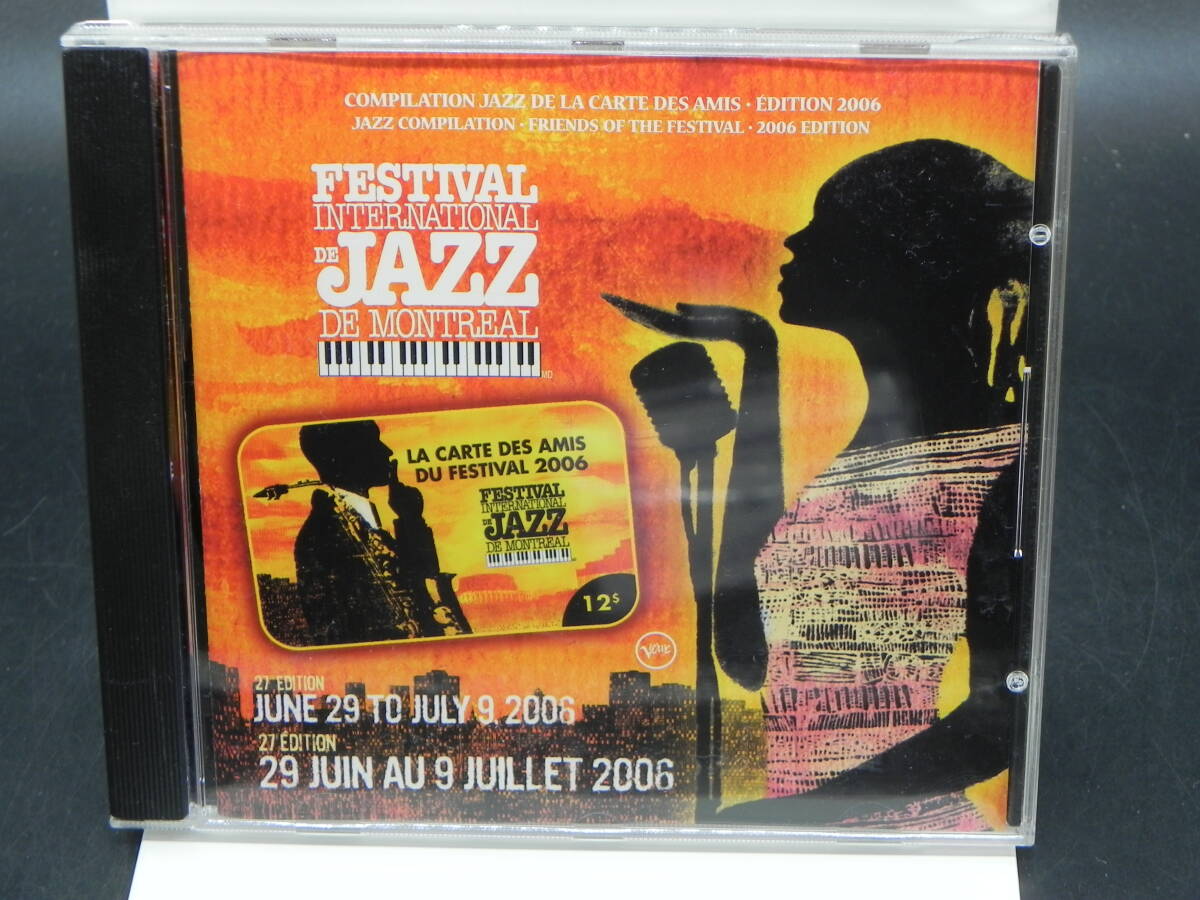 COMPILATION JAZZ DE LA CARTE DES AMIS · ÉDITION 2006
JAZZ COMPILATION · FRIENDS OF THE FESTIVAL · 2006 EDITION
FESTIVAL
INTERNATIONAL
DE JAZZ
DE MONTREAL
MD
LA CARTE DES AMIS
DU FESTIVAL 2006
FESTIVAL
INTERNATIONAL
DE JAZZ
DE MONTREAL
12$
Verve
27 EDITION
JUNE 29 TO JULY 9, 2006
27 ÉDITION
29 JUIN AU 9 JUILLET 2006